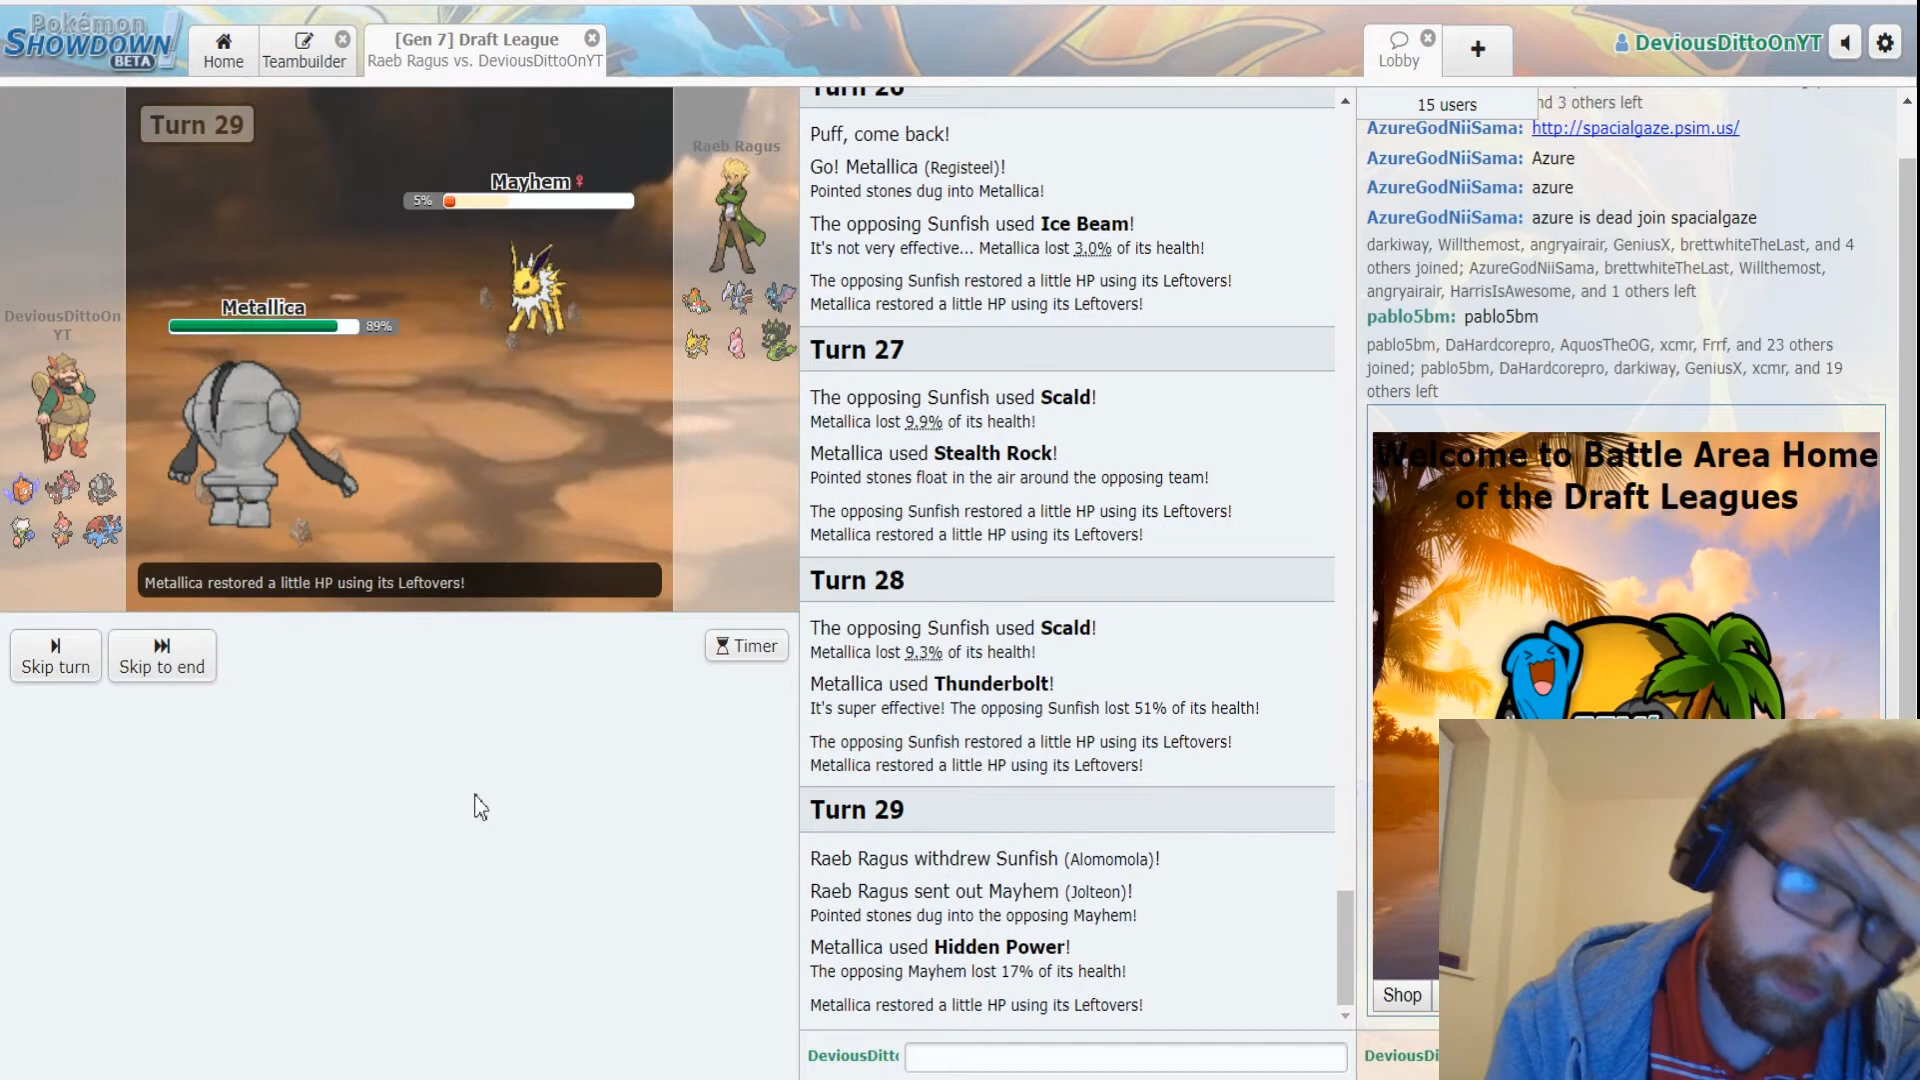 Pokémon
SHOWDOWN!
BETA
Home
Teambuilder
[Gen 7] Draft League
Raeb Ragus vs. DeviousDittoOnYT
Lobby
+
DeviousDittoOnYT
Turn 29
Mayhem ♀
5%
Metallica
89%
DeviousDittoOn
YT
Raeb Ragus
Metallica restored a little HP using its Leftovers!
Skip turn
Skip to end
Timer
Turn 26
Puff, come back!
Go! Metallica (Registeel)!
Pointed stones dug into Metallica!
The opposing Sunfish used Ice Beam!
It's not very effective... Metallica lost 3.0% of its health!
The opposing Sunfish restored a little HP using its Leftovers!
Metallica restored a little HP using its Leftovers!
Turn 27
The opposing Sunfish used Scald!
Metallica lost 9.9% of its health!
Metallica used Stealth Rock!
Pointed stones float in the air around the opposing team!
The opposing Sunfish restored a little HP using its Leftovers!
Metallica restored a little HP using its Leftovers!
Turn 28
The opposing Sunfish used Scald!
Metallica lost 9.3% of its health!
Metallica used Thunderbolt!
It's super effective! The opposing Sunfish lost 51% of its health!
The opposing Sunfish restored a little HP using its Leftovers!
Metallica restored a little HP using its Leftovers!
Turn 29
Raeb Ragus withdrew Sunfish (Alomomola)!
Raeb Ragus sent out Mayhem (Jolteon)!
Pointed stones dug into the opposing Mayhem!
Metallica used Hidden Power!
The opposing Mayhem lost 17% of its health!
Metallica restored a little HP using its Leftovers!
DeviousDitt
15 users
nd 3 others left
AzureGodNiiSama: http://spacialgaze.psim.us/
AzureGodNiiSama: Azure
AzureGodNiiSama: azure
AzureGodNiiSama: azure is dead join spacialgaze
darkiway, Willthemost, angryairair, GeniusX, brettwhiteTheLast, and 4
others joined; AzureGodNiiSama, brettwhiteTheLast, Willthemost,
angryairair, HarrisIsAwesome, and 1 others left
pablo5bm: pablo5bm
pablo5bm, DaHardcorepro, AquosTheOG, xcmr, Frrf, and 23 others
joined; pablo5bm, DaHardcorepro, darkiway, GeniusX, xcmr, and 19
others left
Welcome to Battle Area Home
of the Draft Leagues
Shop
DeviousDi